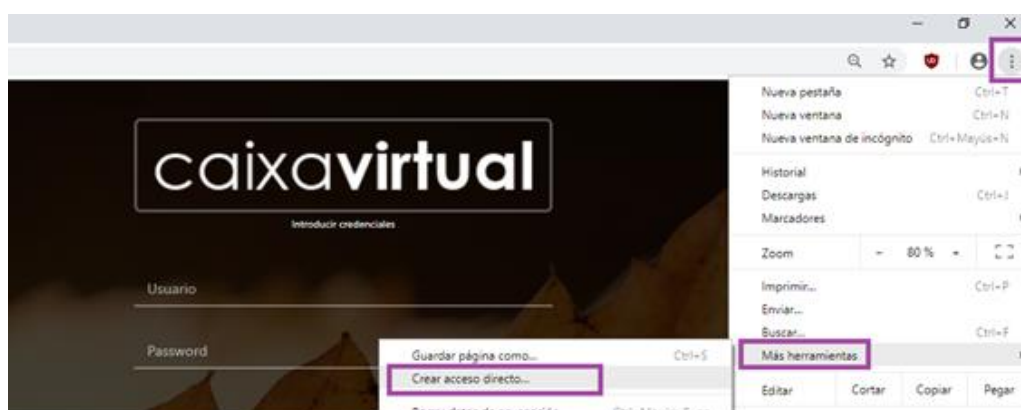 caixavirtual
Introducir credenciales
Usuario
Password
Nueva pestaña Ctrl+T
Nueva ventana Ctrl+N
Nueva ventana de incógnito Ctrl+Mayús+N
Historial
Descargas Ctrl+J
Marcadores
Zoom - 80 % +
Imprimir... Ctrl+P
Enviar...
Buscar... Ctrl+F
Más herramientas
Editar Cortar Copiar Pegar
Guardar página como... Ctrl+S
Crear acceso directo...